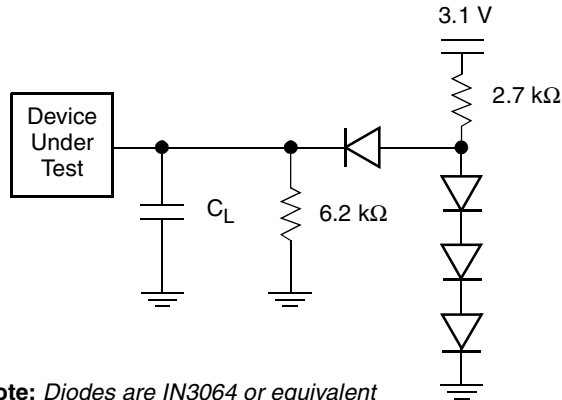 3.1 V
2.7 kΩ
Device
Under
Test
C_L
6.2 kΩ
ote: Diodes are IN3064 or equivalent